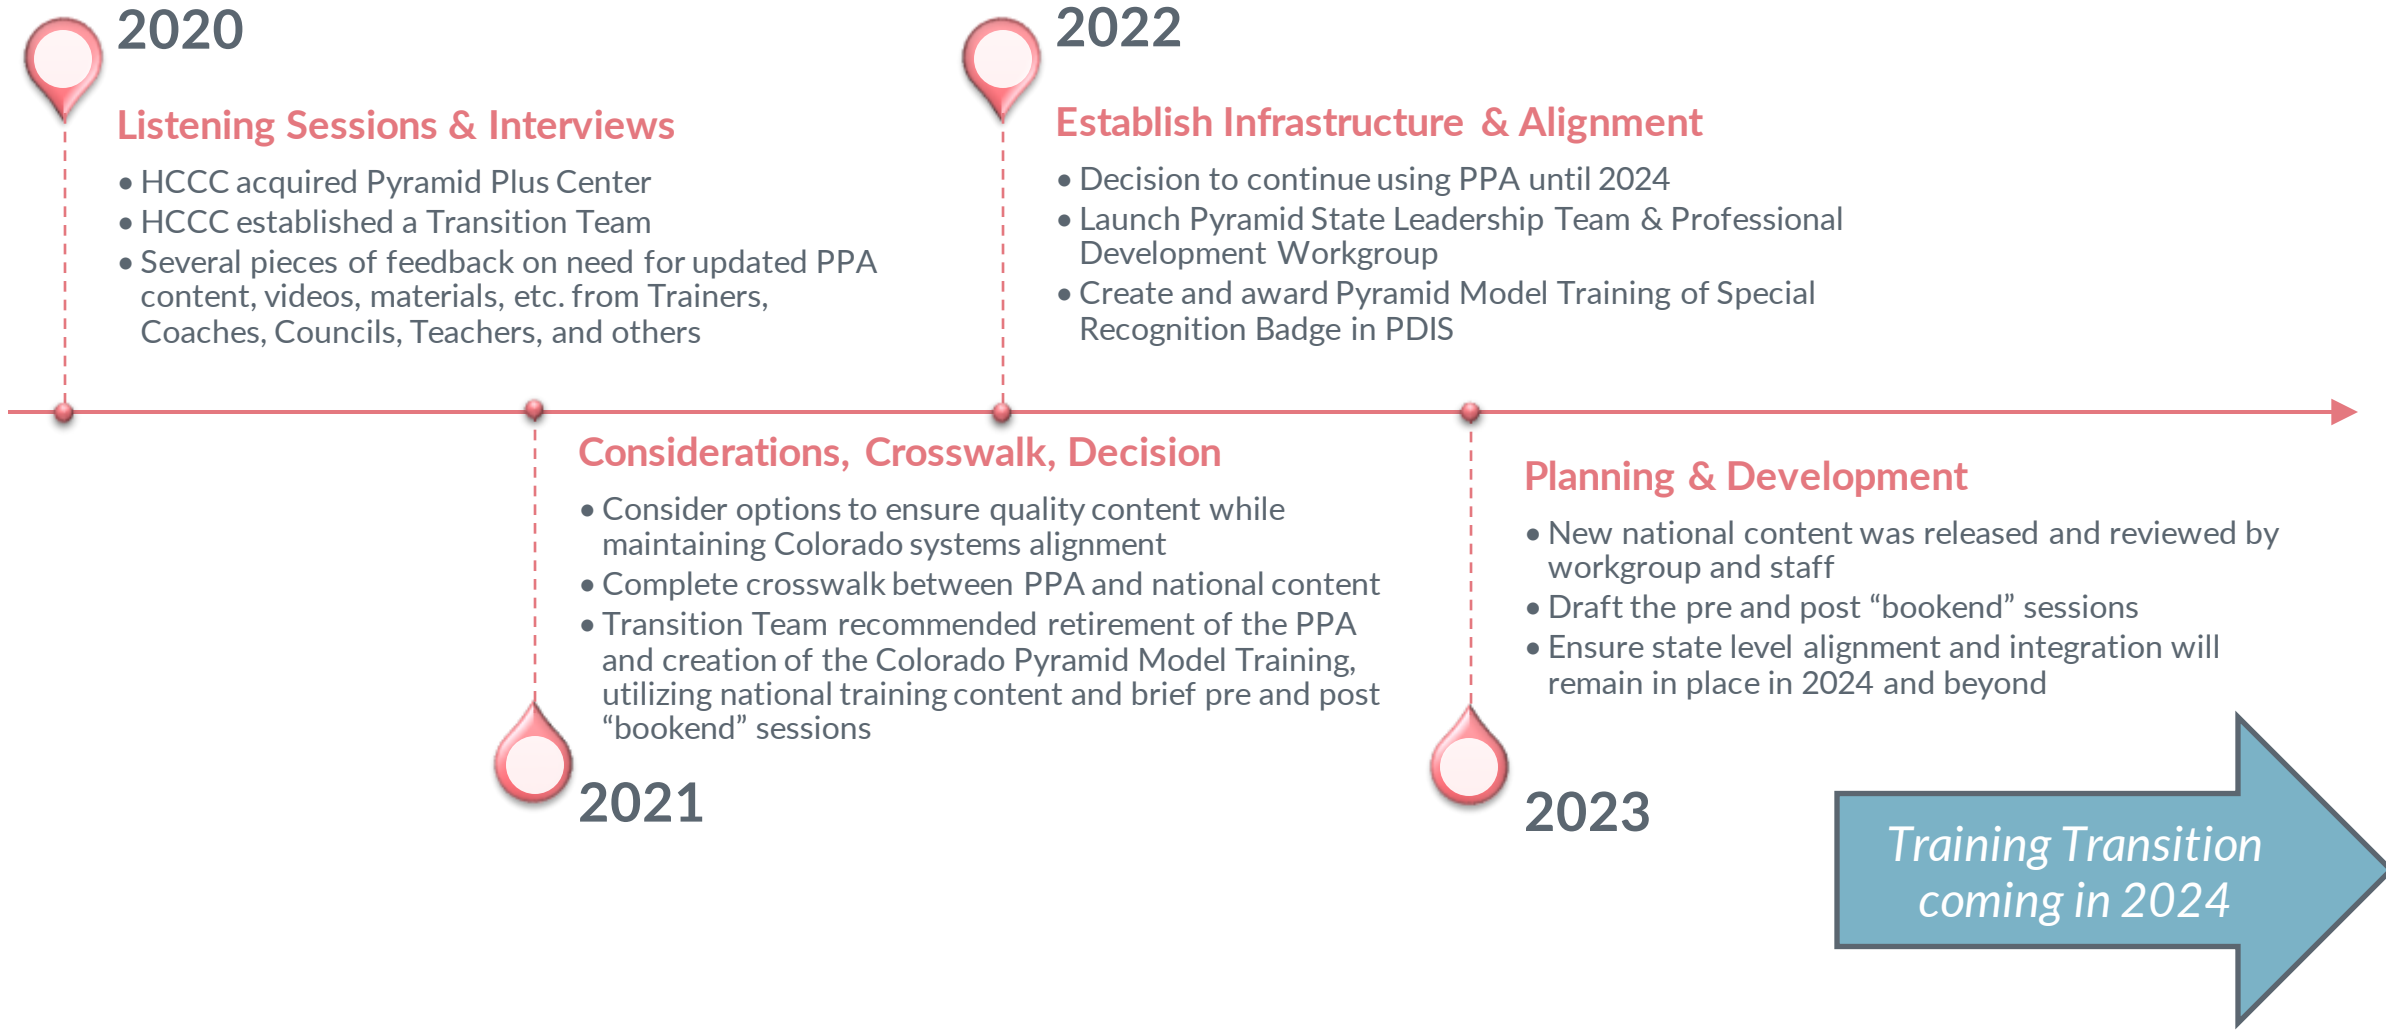 2020
Listening Sessions & Interviews
• HCCC acquired Pyramid Plus Center
• HCCC established a Transition Team
• Several pieces of feedback on need for updated PPA
content, videos, materials, etc. from Trainers,
Coaches, Councils, Teachers, and others
Considerations, Crosswalk, Decision
• Consider options to ensure quality content while
maintaining Colorado systems alignment
• Complete crosswalk between PPA and national content
• Transition Team recommended retirement of the PPA
and creation of the Colorado Pyramid Model Training,
utilizing national training content and brief pre and post
“bookend” sessions
2021
2022
Establish Infrastructure & Alignment
• Decision to continue using PPA until 2024
• Launch Pyramid State Leadership Team & Professional
Development Workgroup
• Create and award Pyramid Model Training of Special
Recognition Badge in PDIS
Planning & Development
• New national content was released and reviewed by
workgroup and staff
• Draft the pre and post “bookend” sessions
• Ensure state level alignment and integration will
remain in place in 2024 and beyond
2023
Training Transition
coming in 2024